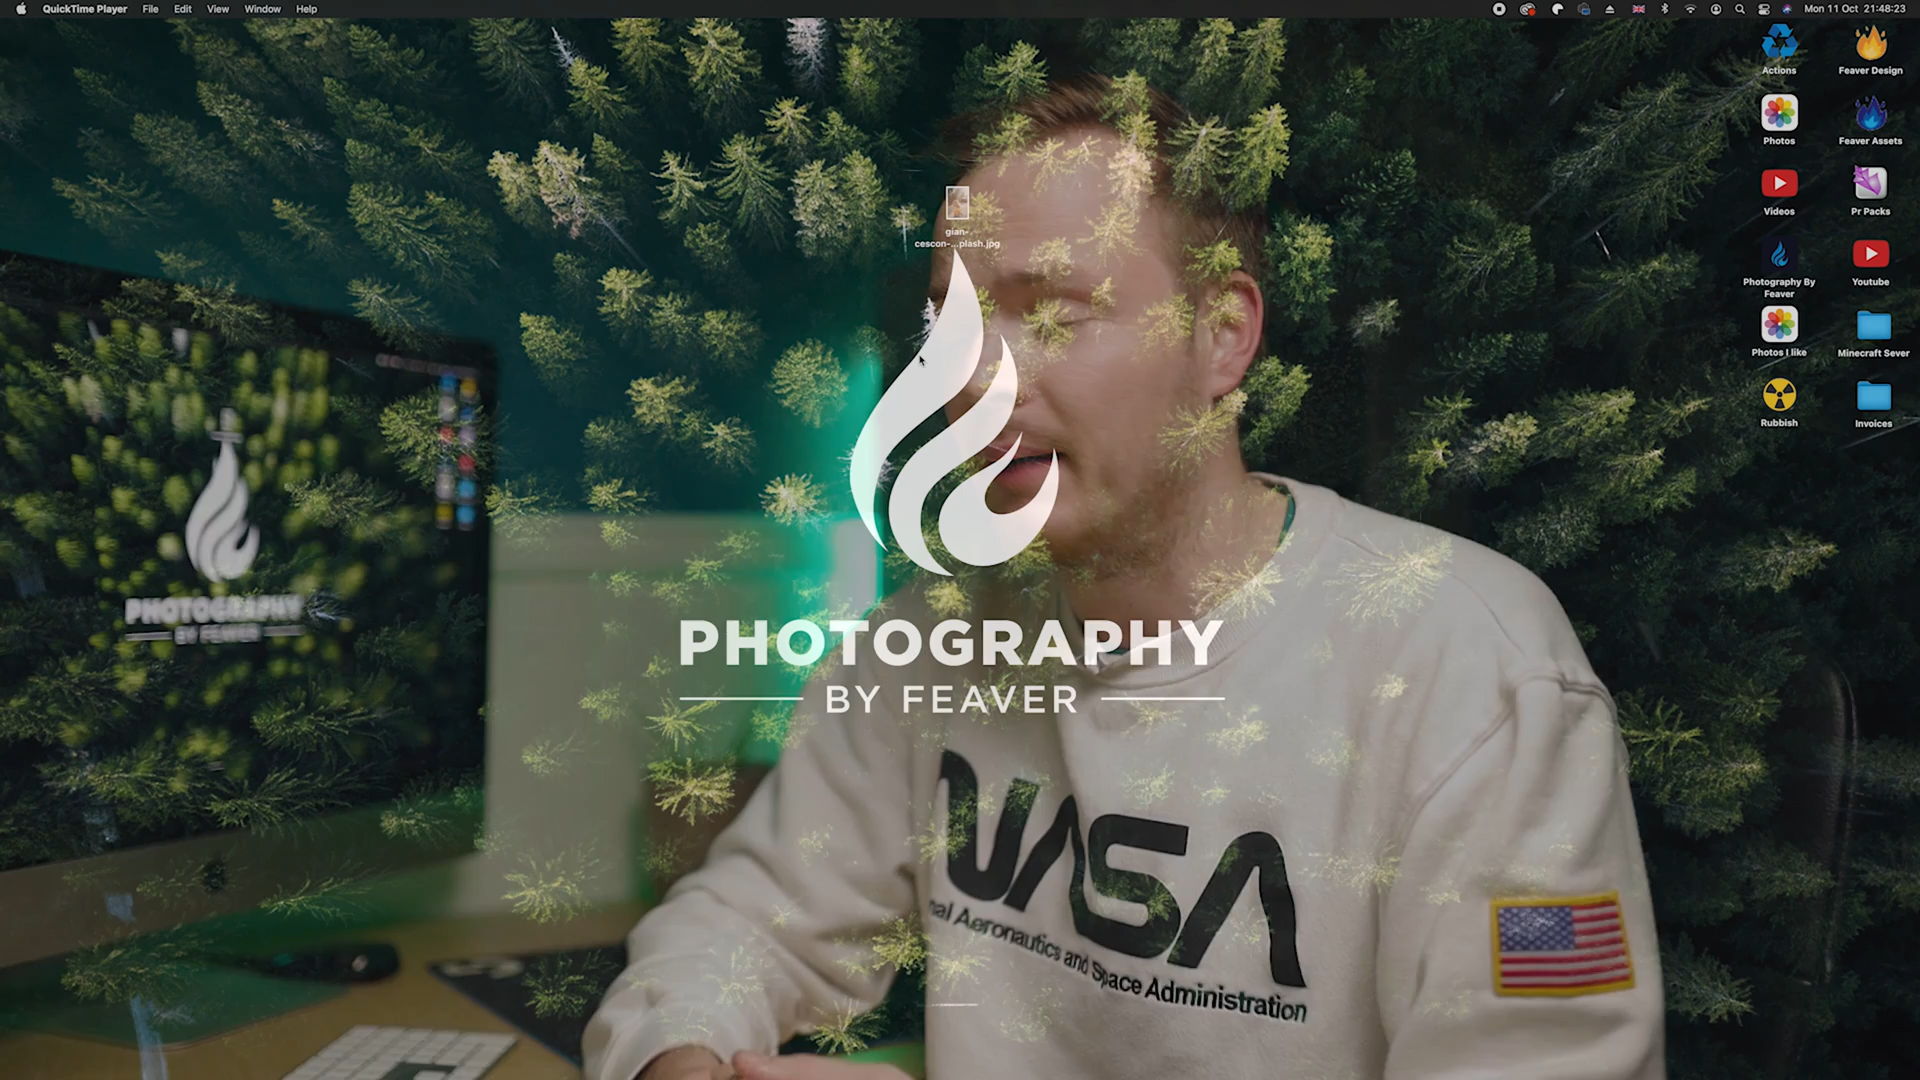 QuickTime Player File Edit View Window Help
Mon 11 Oct 21:48:23
Actions
Feaver Design
Photos
Feaver Assets
Videos
Pr Packs
Photography By
Feaver
Youtube
Photos I like
Minecraft Sever
Rubbish
Invoices
gian-
cescon-...plash.jpg
PHOTOGRAPHY
BY FEAVER
PHOTOGRAPHY
BY FEAVER
NASA
nal Aeronautics and Space Administration